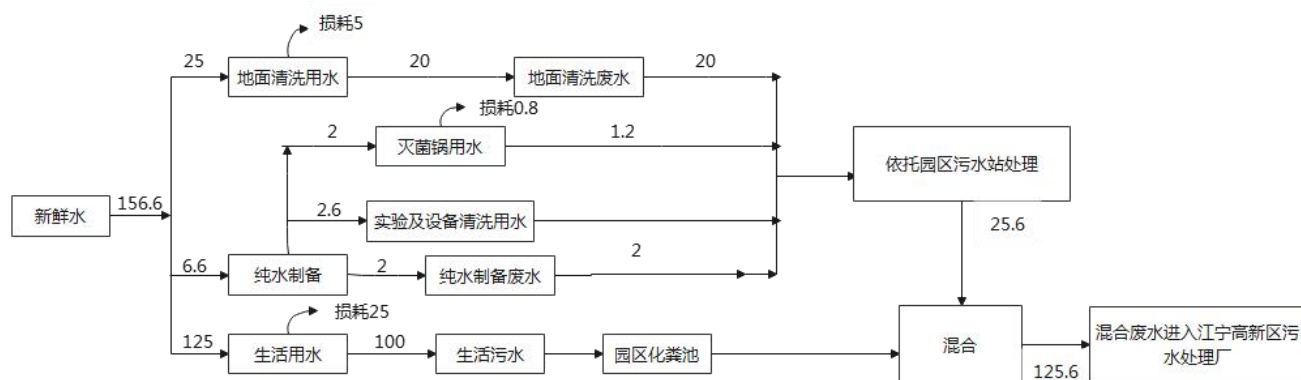 损耗5
25
地面清洗用水
20
地面清洗废水
20
损耗0.8
2
灭菌锅用水
1.2
依托园区污水站处理
新鲜水
156.6
2.6
实验及设备清洗用水
25.6
6.6
纯水制备
2
纯水制备废水
2
损耗25
125
生活用水
100
生活污水
园区化粪池
混合
125.6
混合废水进入江宁高新区污
水处理厂